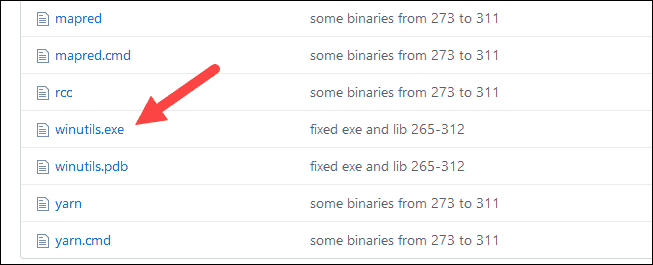 mapred some binaries from 273 to 311
mapred.cmd some binaries from 273 to 311
rcc some binaries from 273 to 311
winutils.exe fixed exe and lib 265-312
winutils.pdb fixed exe and lib 265-312
yarn some binaries from 273 to 311
yarn.cmd some binaries from 273 to 311